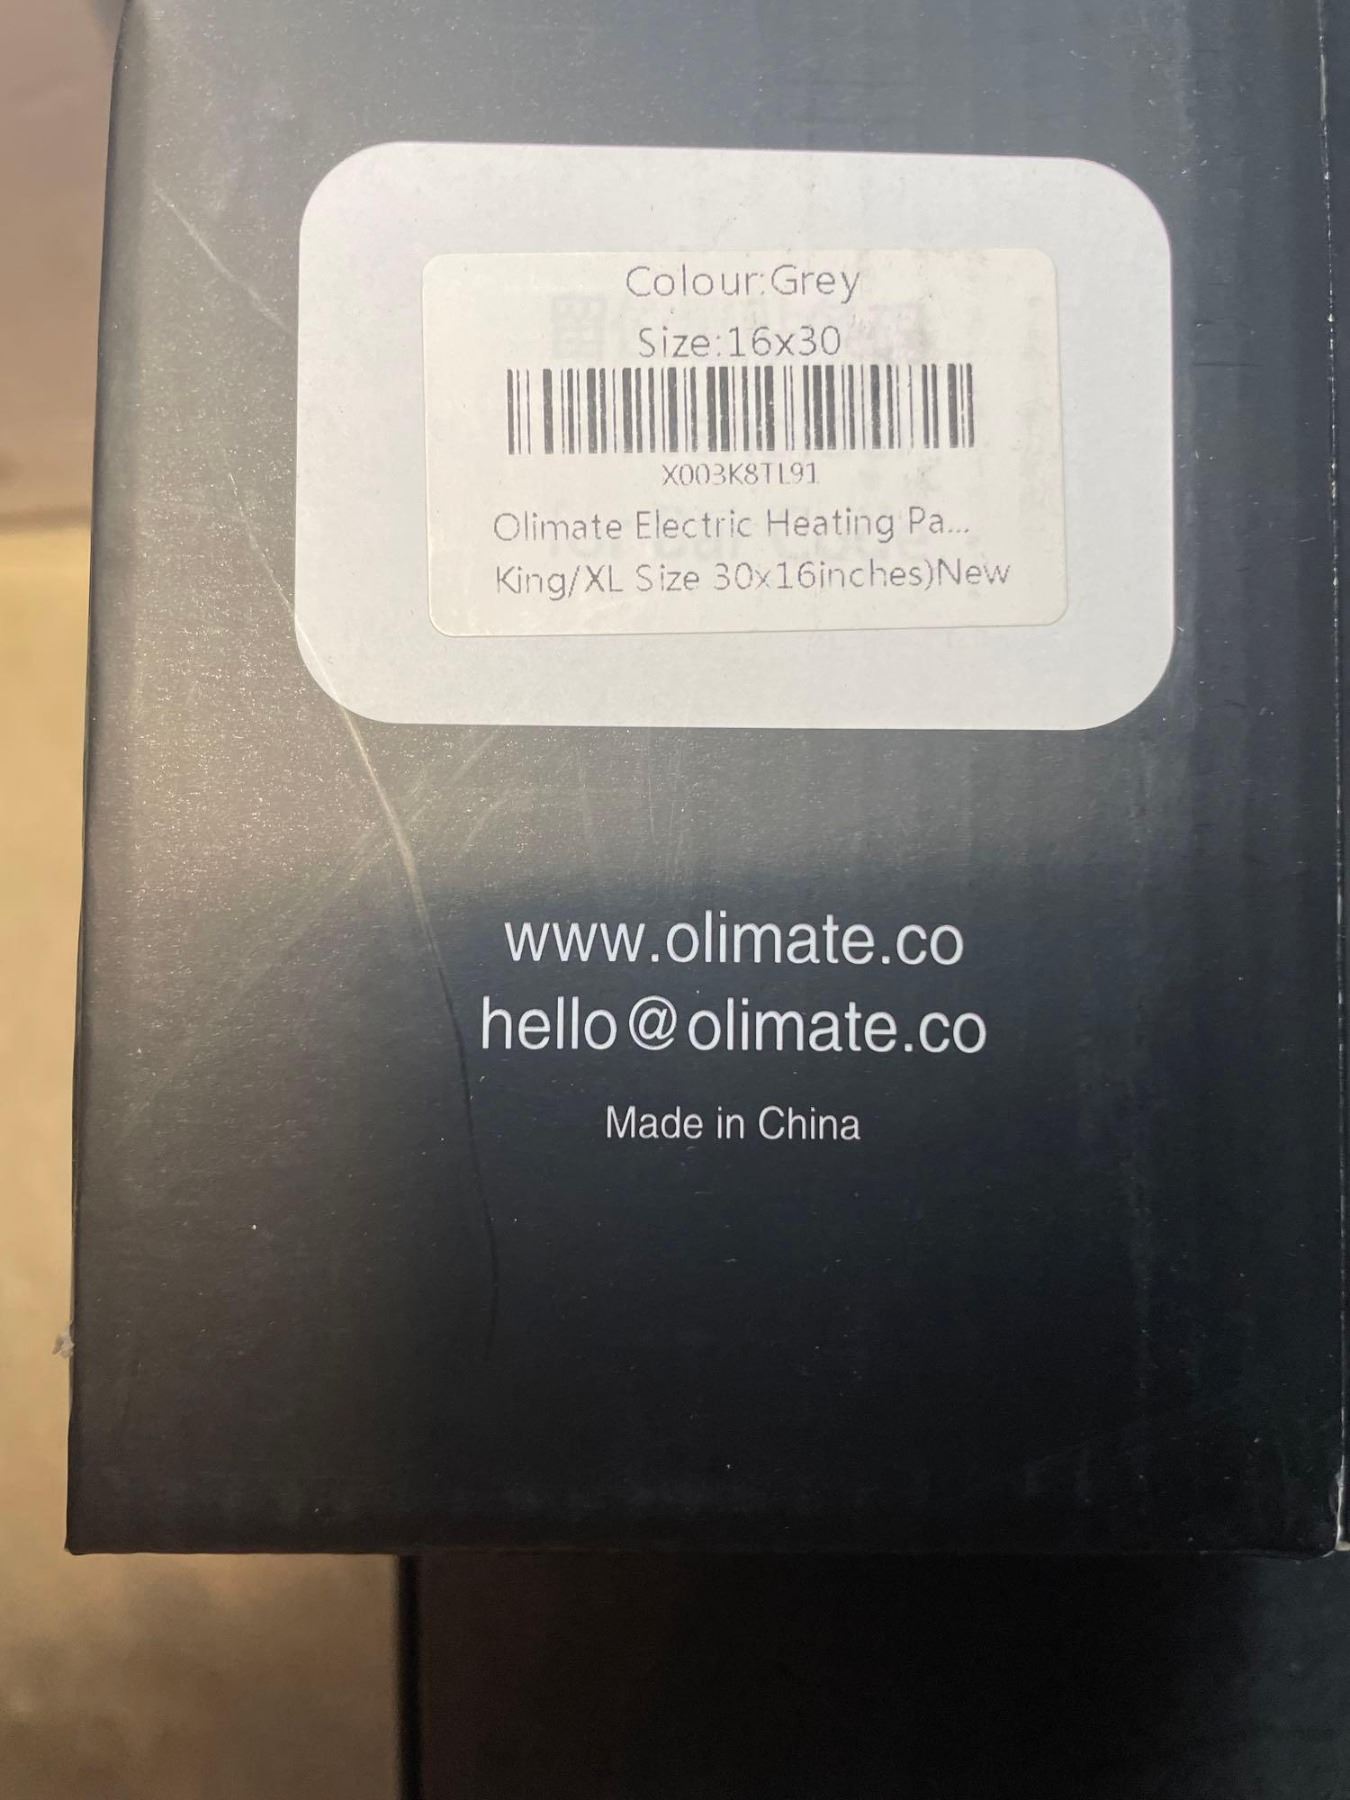 Colour:Grey
Size:16x30
X003K8TL91
Olimate Electric Heating Pa...
King/XL Size 30x16inches)New
www.olimate.co
hello@olimate.co
Made in China